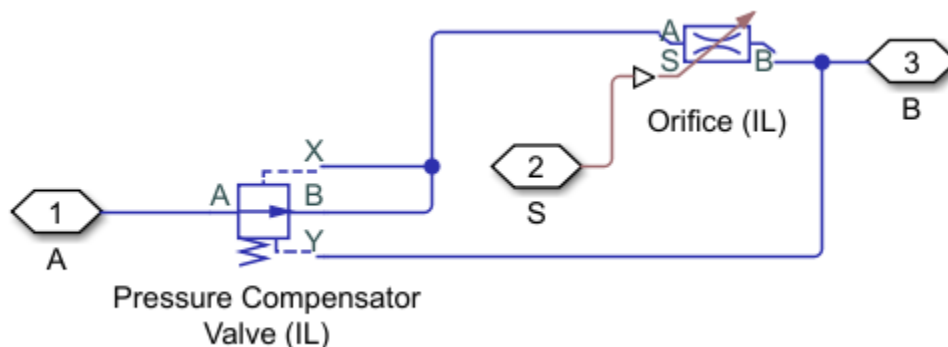 A
S
B
Orifice (IL)
3
B
2
S
X
A
B
Y
1
A
Pressure Compensator
Valve (IL)